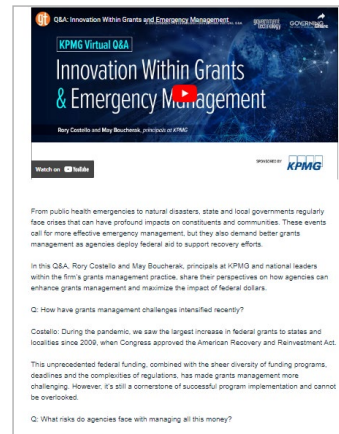 Q&A: Innovation Within Grants and Emergency Management
government technology
GOVERNING
KPMG Virtual Q&A
Innovation Within Grants
& Emergency Management
Rory Costello and May Boucherak, principals at KPMG
Watch on YouTube
SPONSORED BY KPMG
From public health emergencies to natural disasters, state and local governments regularly
face crises that can have profound impacts on constituents and communities. These events
call for more effective emergency management, but they also demand better grants
management as agencies deploy federal aid to support recovery efforts.
In this Q&A, Rory Costello and May Boucherak, principals at KPMG and national leaders
within the firm's grants management practice, share their perspectives on how agencies can
enhance grants management and maximize the impact of federal dollars.
Q: How have grants management challenges intensified recently?
Costello: During the pandemic, we saw the largest increase in federal grants to states and
localities since 2009, when Congress approved the American Recovery and Reinvestment Act.
This unprecedented federal funding, combined with the sheer diversity of funding programs,
deadlines and the complexities of regulations, has made grants management more
challenging. However, it's still a cornerstone of successful program implementation and cannot
be overlooked.
Q: What risks do agencies face with managing all this money?